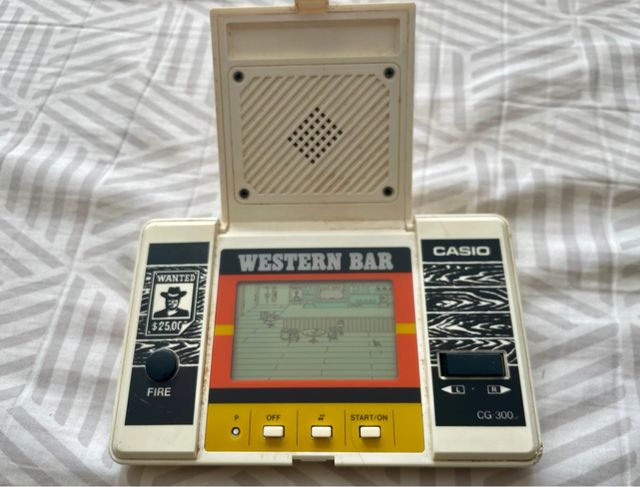 WESTERN BAR
CASIO
WANTED
$25,00
FIRE
P OFF START/ON
L R
CG-300